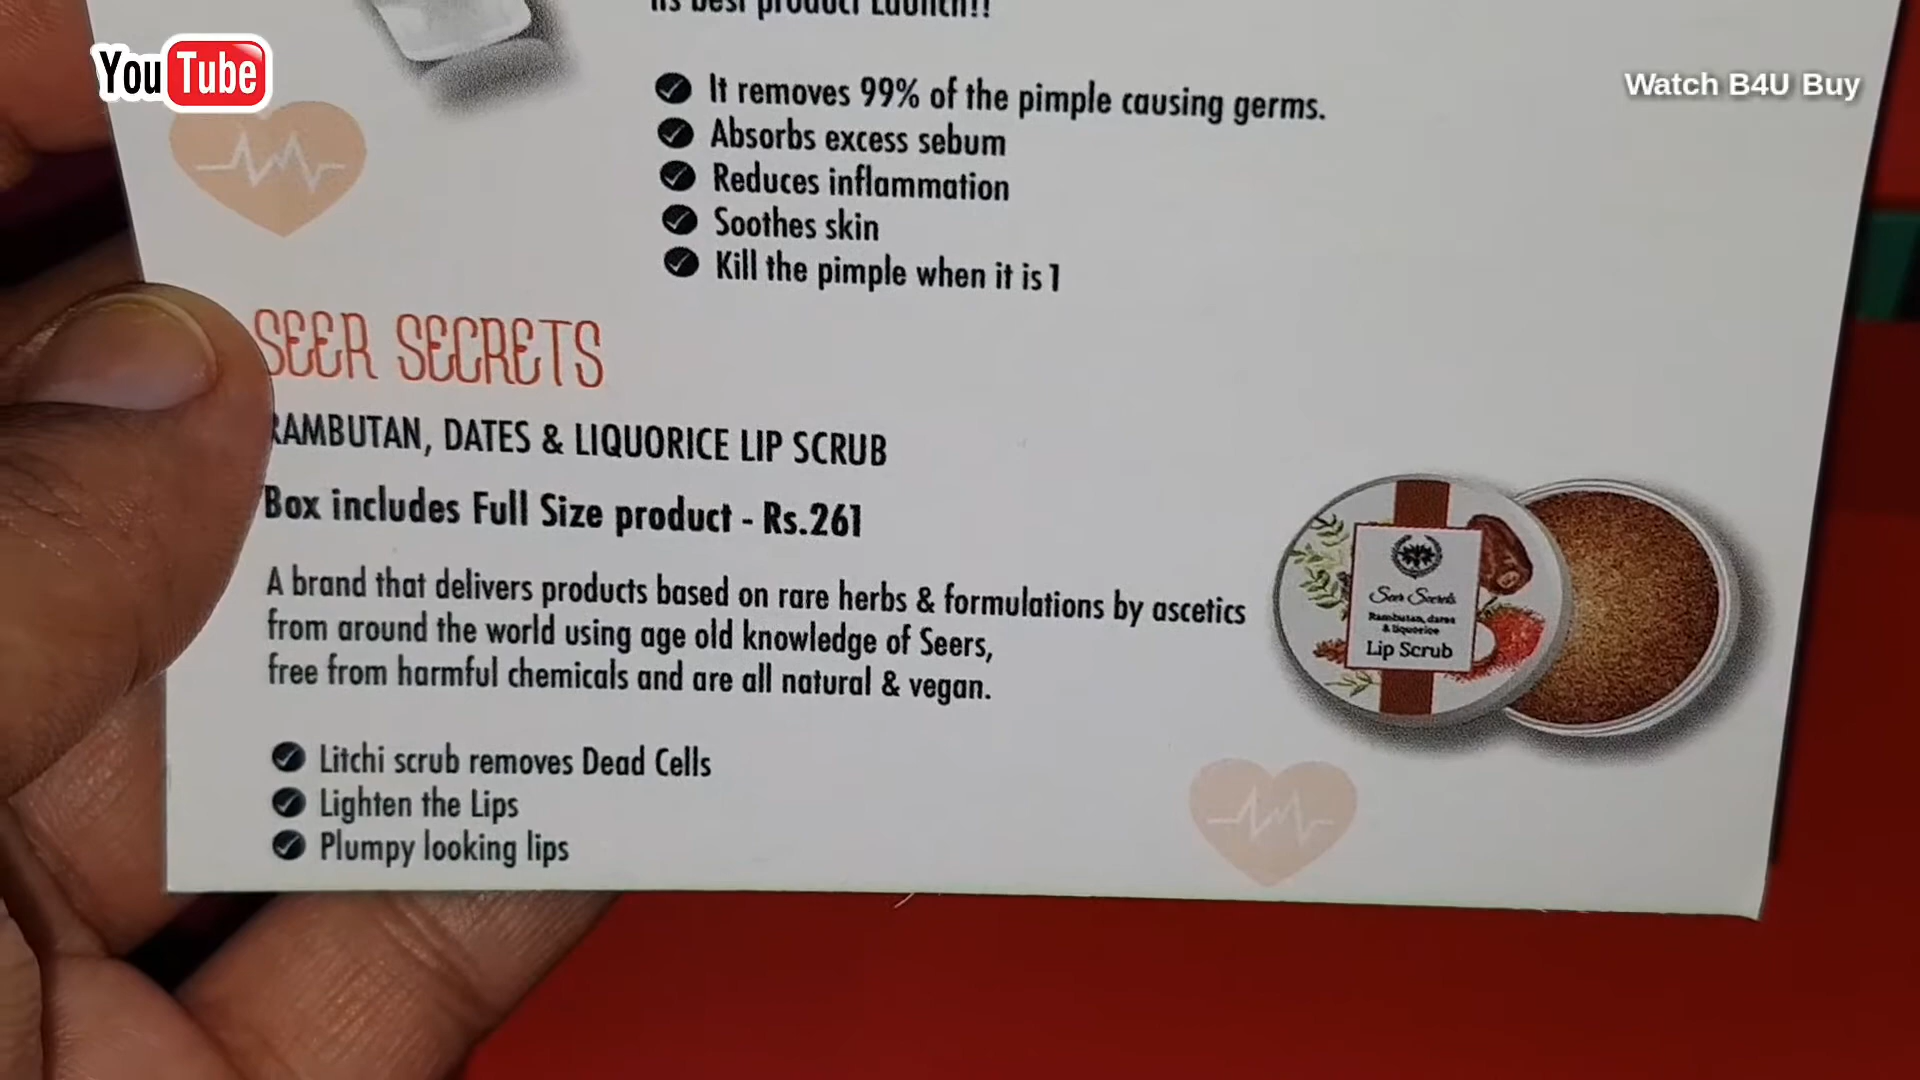 YouTube
Watch B4U Buy
its best product Launch!!
It removes 99% of the pimple causing germs.
Absorbs excess sebum
Reduces inflammation
Soothes skin
Kill the pimple when it is 1
SEER SECRETS
RAMBUTAN, DATES & LIQUORICE LIP SCRUB
Box includes Full Size product - Rs.261
A brand that delivers products based on rare herbs & formulations by ascetics
from around the world using age old knowledge of Seers,
free from harmful chemicals and are all natural & vegan.
Seer Secrets
Rambutan, dates
& liquorice
Lip Scrub
Litchi scrub removes Dead Cells
Lighten the Lips
Plumpy looking lips